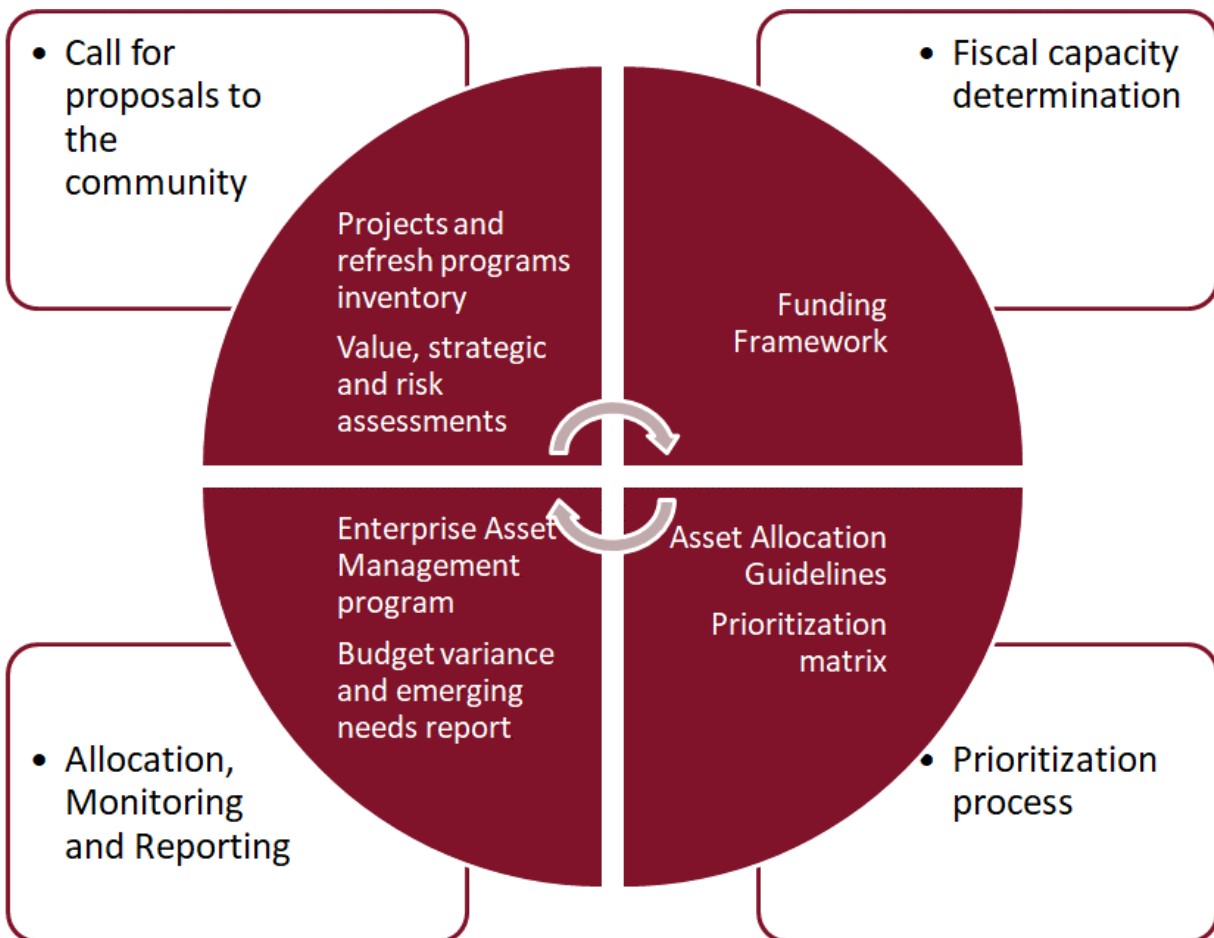 • Call for
proposals to
the
community
• Fiscal capacity
determination
Projects and
refresh programs
inventory
Value, strategic
and risk
assessments
Funding
Framework
Enterprise Asset
Management
program
Budget variance
and emerging
needs report
Asset Allocation
Guidelines
Prioritization
matrix
• Allocation,
Monitoring
and Reporting
• Prioritization
process